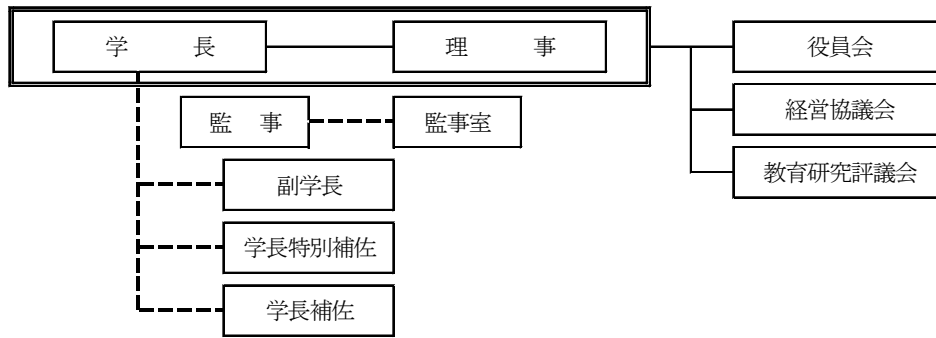 学　　　長
理　　　事
役員会
監　事
監事室
経営協議会
教育研究評議会
副学長
学長特別補佐
学長補佐